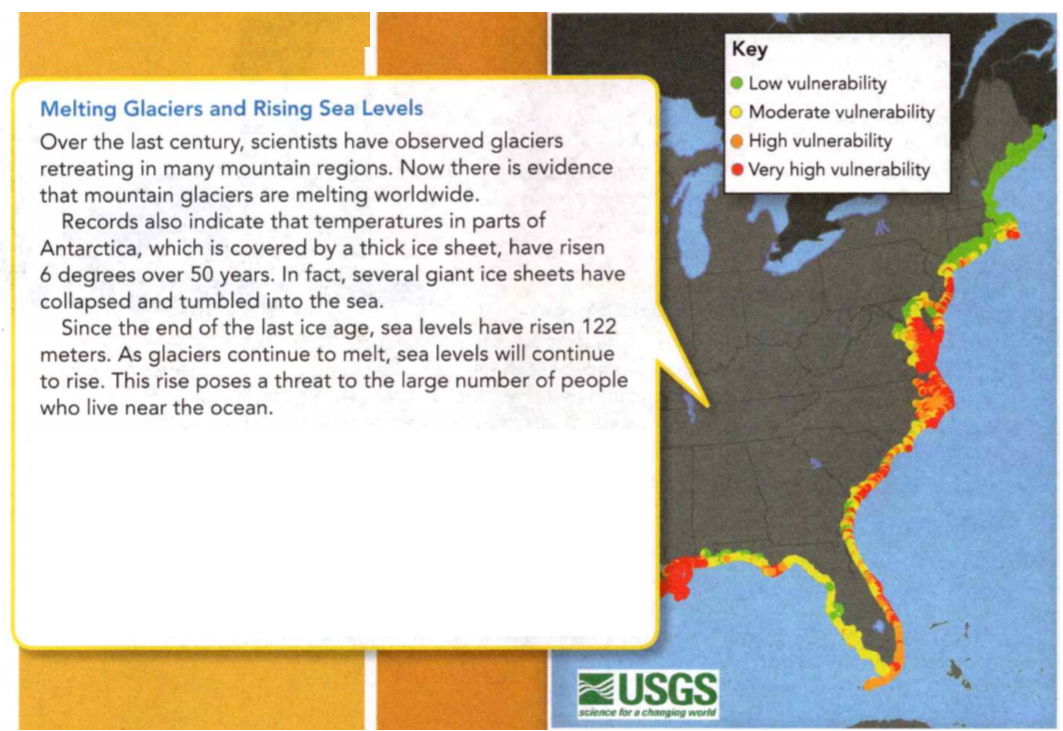 Key
Low vulnerability
Moderate vulnerability
High vulnerability
Very high vulnerability
Melting Glaciers and Rising Sea Levels
Over the last century, scientists have observed glaciers
retreating in many mountain regions. Now there is evidence
that mountain glaciers are melting worldwide.
Records also indicate that temperatures in parts of
Antarctica, which is covered by a thick ice sheet, have risen
6 degrees over 50 years. In fact, several giant ice sheets have
collapsed and tumbled into the sea.
Since the end of the last ice age, sea levels have risen 122
meters. As glaciers continue to melt, sea levels will continue
to rise. This rise poses a threat to the large number of people
who live near the ocean.
USGS
science for a changing world